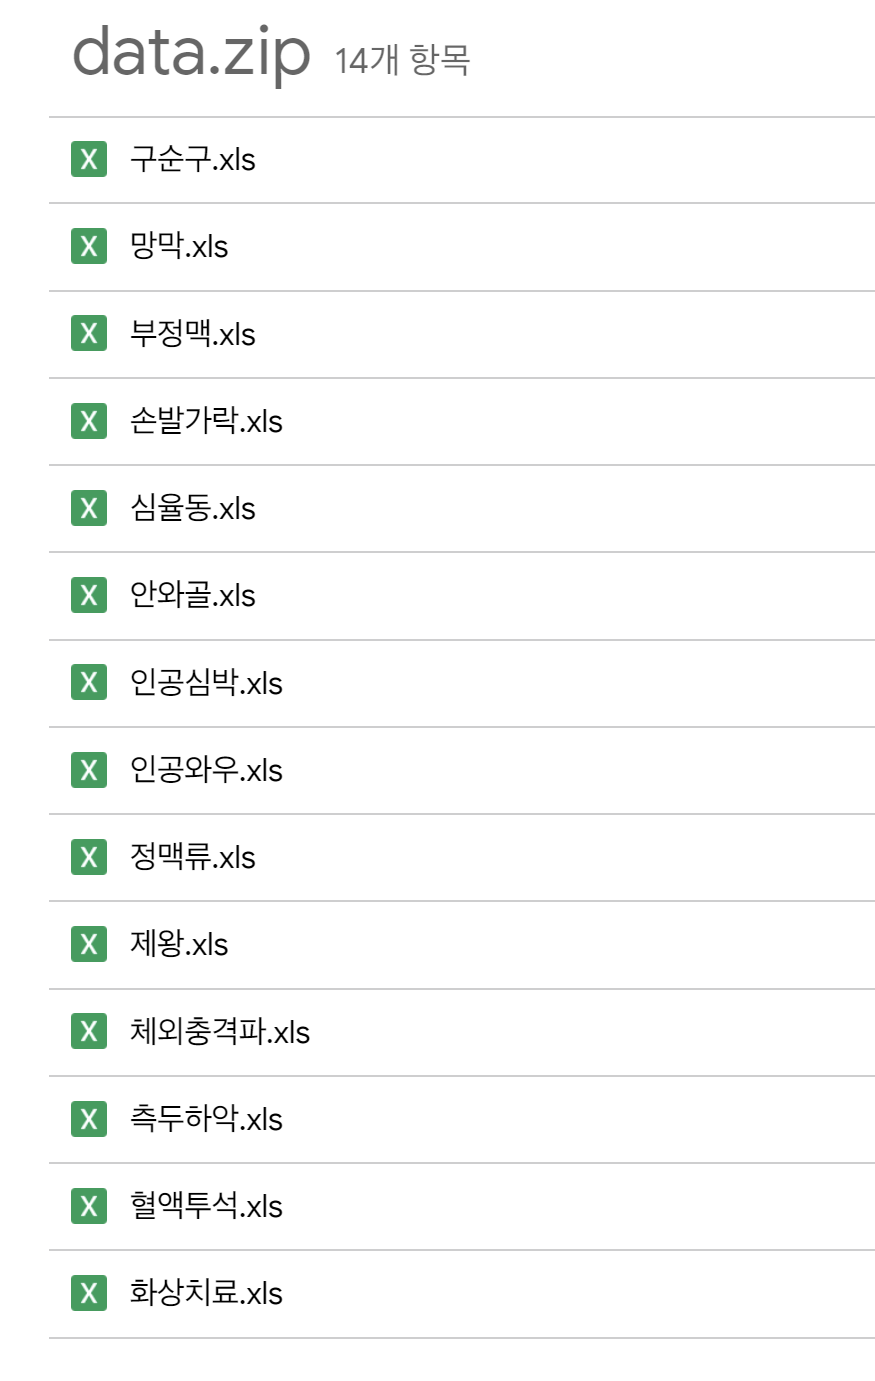 data.zip 14개 항목
X 구순구.xls
X 망막.xls
X 부정맥.xls
X 손발가락.xls
X 심율동.xls
X 안와골.xls
X 인공심박.xls
X 인공와우.xls
X 정맥류.xls
X 제왕.xls
X 체외충격파.xls
X 측두하악.xls
X 혈액투석.xls
X 화상치료.xls